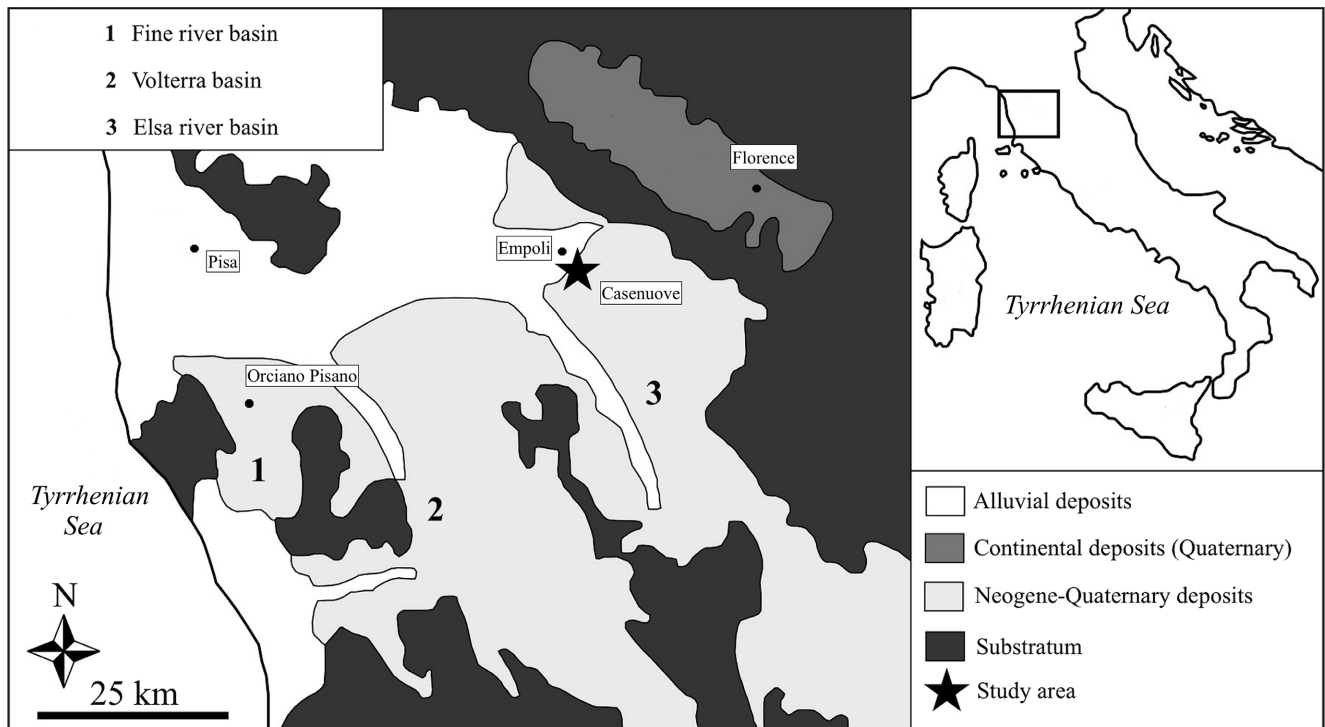 1 Fine river basin
2 Volterra basin
3 Elsa river basin
Florence
Pisa
Empoli
Casenuove
Orciano Pisano
1
2
3
Tyrrhenian
Sea
N
25 km
Tyrrhenian Sea
Alluvial deposits
Continental deposits (Quaternary)
Neogene-Quaternary deposits
Substratum
Study area